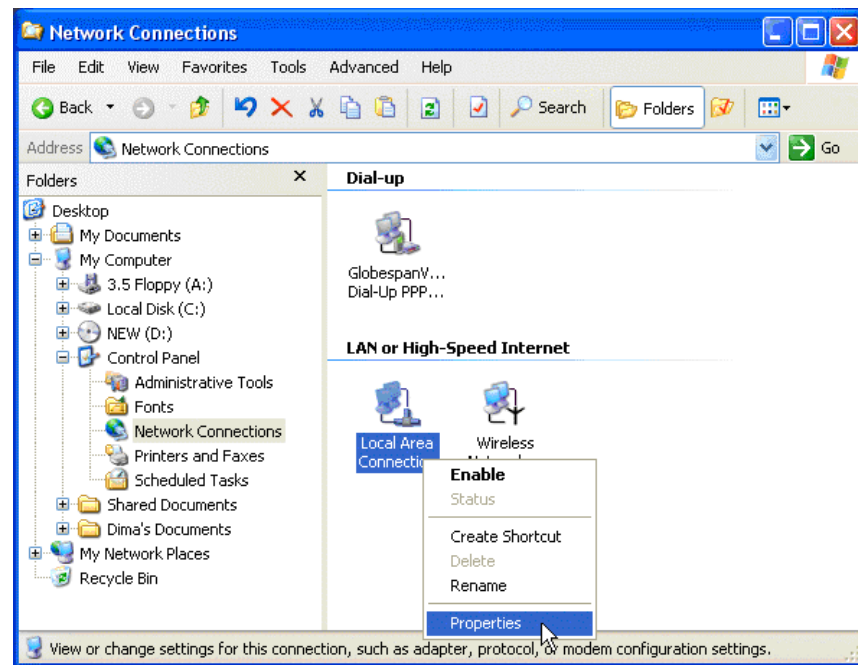 Network Connections
File Edit View Favorites Tools Advanced Help
Back Search Folders
Address Network Connections Go
Folders
Desktop
My Documents
My Computer
3.5 Floppy (A:)
Local Disk (C:)
NEW (D:)
Control Panel
Administrative Tools
Fonts
Network Connections
Printers and Faxes
Scheduled Tasks
Shared Documents
Dima's Documents
My Network Places
Recycle Bin
Dial-up
GlobespanV...
Dial-Up PPP...
LAN or High-Speed Internet
Local Area
Connection
Wireless
Enable
Status
Create Shortcut
Delete
Rename
Properties
View or change settings for this connection, such as adapter, protocol, or modem configuration settings.